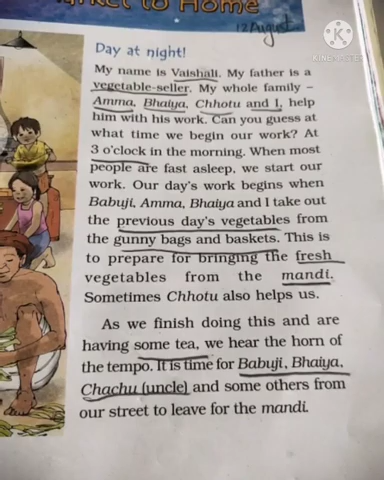 Market to Home
12 August
KINEMASTER
Day at night!
My name is Vaishali. My father is a
vegetable-seller. My whole family –
Amma, Bhaiya, Chhotu and I, help
him with his work. Can you guess at
what time we begin our work? At
3 o'clock in the morning. When most
people are fast asleep, we start our
work. Our day's work begins when
Babuji, Amma, Bhaiya and I take out
the previous day's vegetables from
the gunny bags and baskets. This is
to prepare for bringing the fresh
vegetables from the mandi.
Sometimes Chhotu also helps us.
As we finish doing this and are
having some tea, we hear the horn of
the tempo. It is time for Babuji, Bhaiya,
Chachu (uncle) and some others from
our street to leave for the mandi.